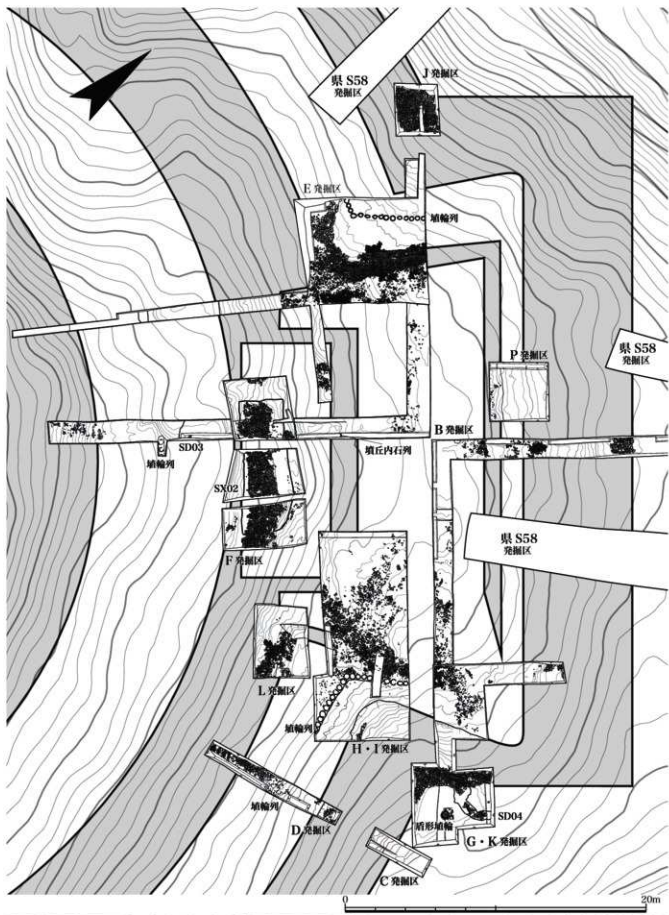 県 S58
発掘区
J 発掘区
E 発掘区
埴輪列
県 S58
発掘区
P 発掘区
B 発掘区
SD03
埴輪列
墳丘内石列
SX02
県 S58
発掘区
F 発掘区
L 発掘区
埴輪列
H・I 発掘区
埴輪列
D 発掘区
盾形埴輪
SD04
G・K 発掘区
C 発掘区
0
20m